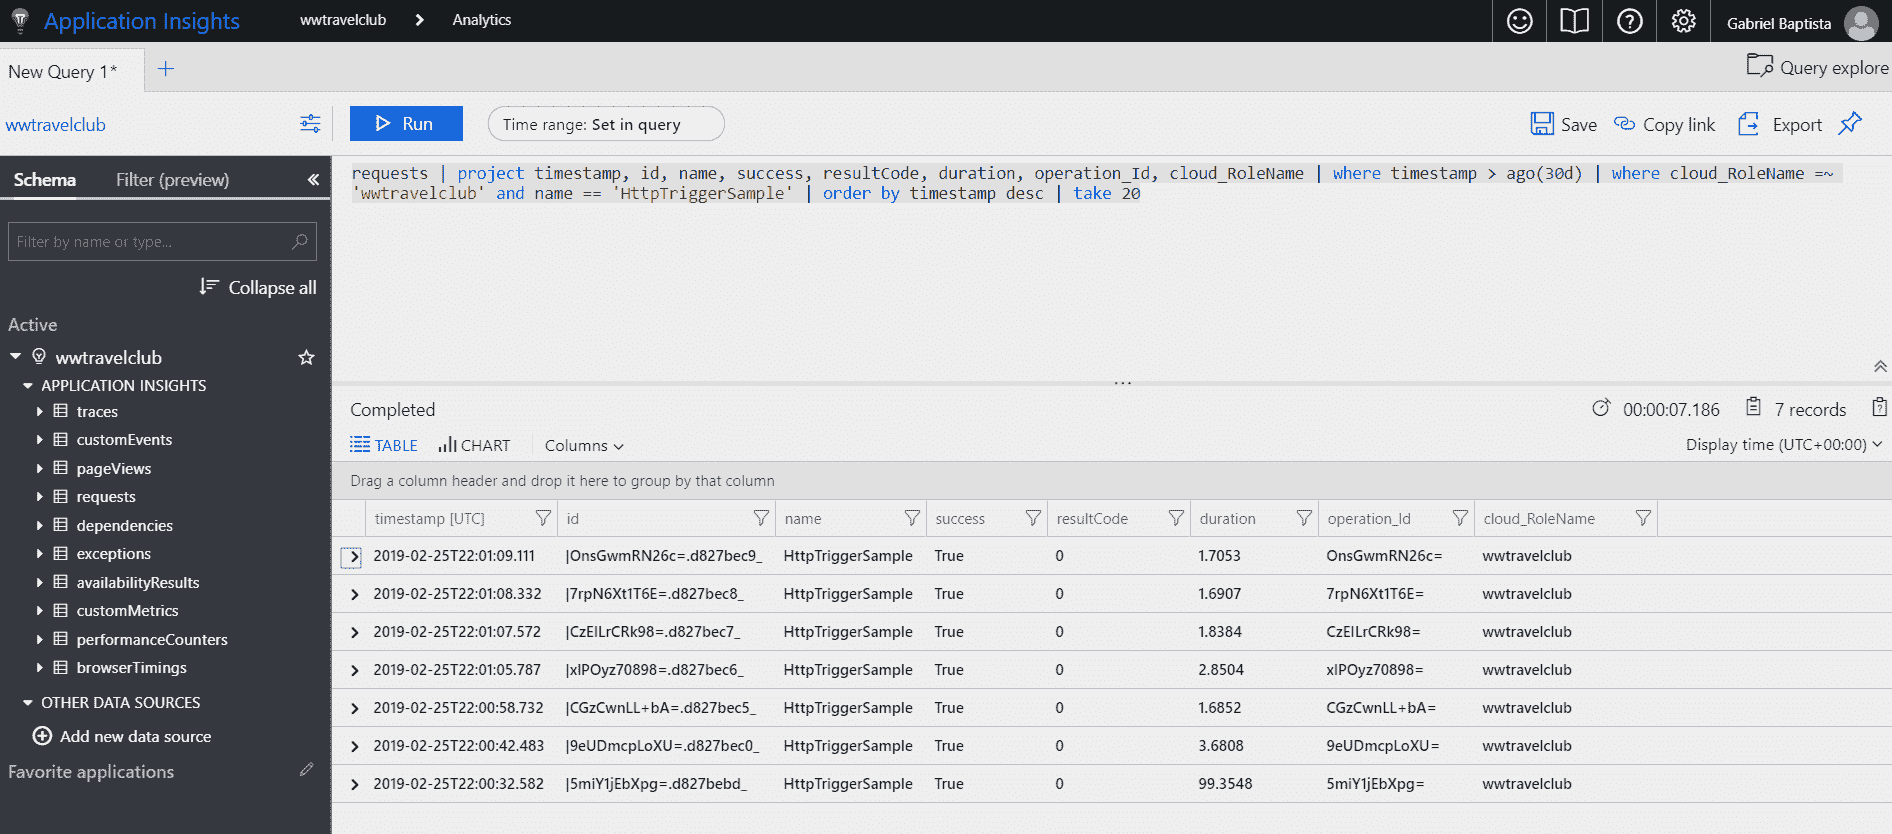 Application Insights wwtravelclub Analytics Gabriel Baptista
New Query 1* Query explore
wwtravelclub Run Time range: Set in query Save Copy link Export
Schema Filter (preview)
requests | project timestamp, id, name, success, resultCode, duration, operation_Id, cloud_RoleName | where timestamp > ago(30d) | where cloud_RoleName =~
'wwtravelclub' and name == 'HttpTriggerSample' | order by timestamp desc | take 20
Filter by name or type...
Collapse all
Active
wwtravelclub
APPLICATION INSIGHTS
traces
customEvents
pageViews
requests
dependencies
exceptions
availabilityResults
customMetrics
performanceCounters
browserTimings
OTHER DATA SOURCES
Add new data source
Favorite applications
Completed 00:00:07.186 7 records
TABLE CHART Columns Display time (UTC+00:00)
Drag a column header and drop it here to group by that column
timestamp [UTC] id name success resultCode duration operation_Id cloud_RoleName
2019-02-25T22:01:09.111 |OnsGwmRN26c=.d827bec9_ HttpTriggerSample True 0 1.7053 OnsGwmRN26c= wwtravelclub
2019-02-25T22:01:08.332 |7rpN6Xt1T6E=.d827bec8_ HttpTriggerSample True 0 1.6907 7rpN6Xt1T6E= wwtravelclub
2019-02-25T22:01:07.572 |CzEILrCRk98=.d827bec7_ HttpTriggerSample True 0 1.8384 CzEILrCRk98= wwtravelclub
2019-02-25T22:01:05.787 |xIPOyz70898=.d827bec6_ HttpTriggerSample True 0 2.8504 xIPOyz70898= wwtravelclub
2019-02-25T22:00:58.732 |CGzCwnLL+bA=.d827bec5_ HttpTriggerSample True 0 1.6852 CGzCwnLL+bA= wwtravelclub
2019-02-25T22:00:42.483 |9eUDmcpLoXU=.d827bec0_ HttpTriggerSample True 0 3.6808 9eUDmcpLoXU= wwtravelclub
2019-02-25T22:00:32.582 |5miY1jEbXpg=.d827bebd_ HttpTriggerSample True 0 99.3548 5miY1jEbXpg= wwtravelclub